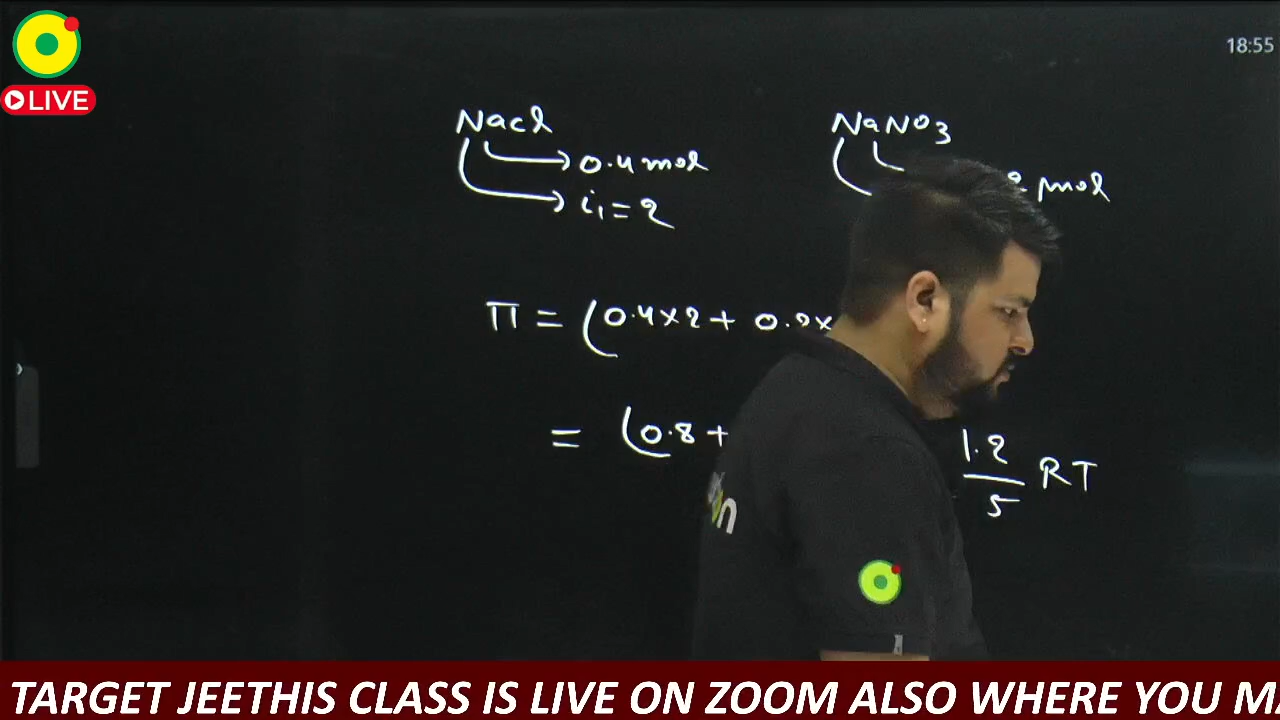 18:55
LIVE
Nacl
0.4 mol
i₁ = 2
NaNO3
mol
π = (0.4×2 + 0.2×
= (0.8 +
1.2
5
RT
TARGET JEETHIS CLASS IS LIVE ON ZOOM ALSO WHERE YOU